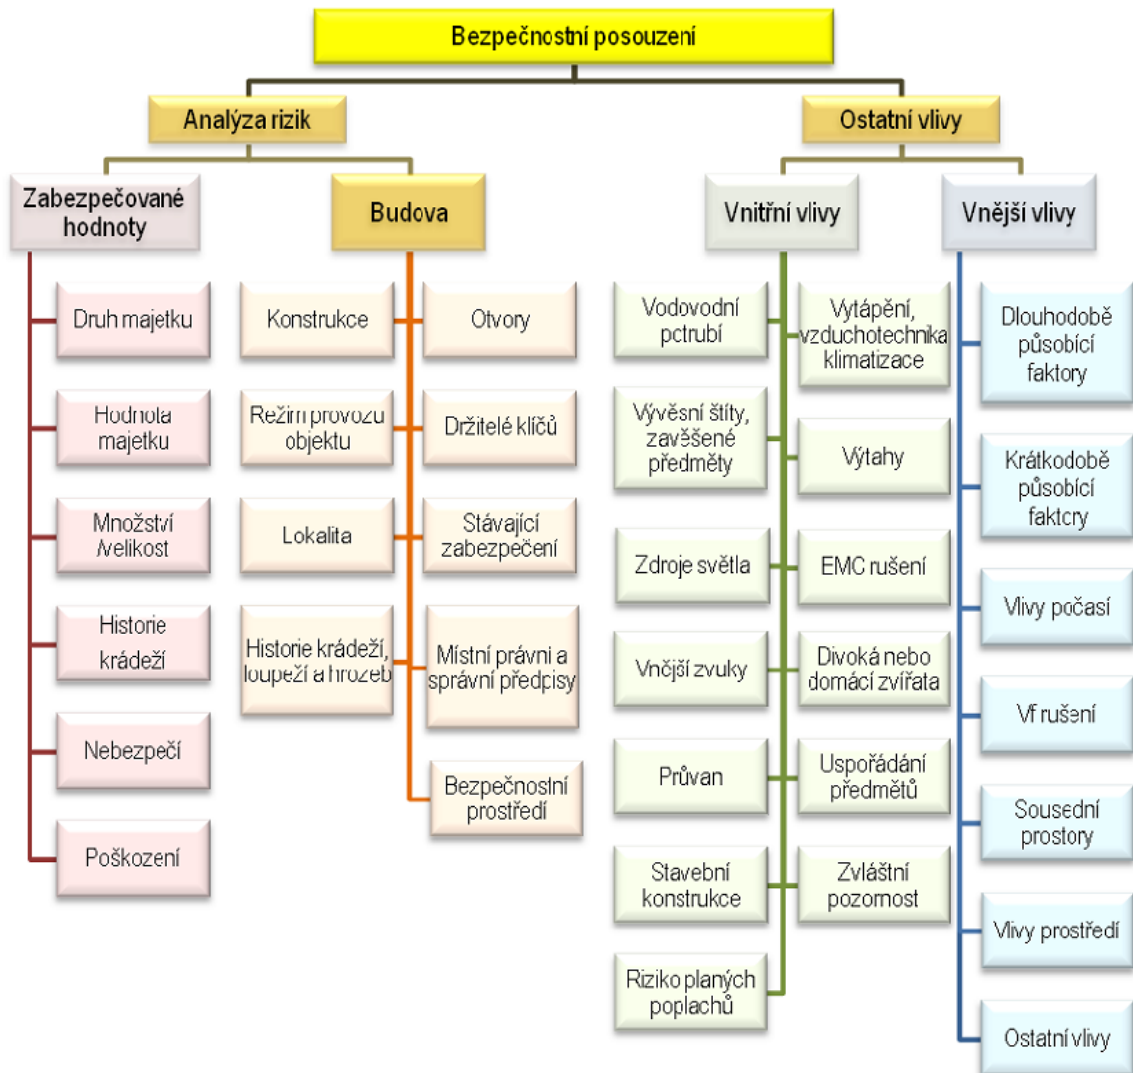 Bezpečnostní posouzení
Analýza rizik
Ostatní vlivy
Zabezpečované
hodnoty
Budova
Vnitřní vlivy
Vnější vlivy
Druh majetku
Hodnota
majetku
Množství
/velikost
Historie
krádeží
Nebezpečí
Poškození
Konstrukce
Otvory
Režim provozu
objektu
Držitelé klíčů
Lokalita
Stávající
zabezpečení
Historie krádeží,
loupeží a hrozeb
Místní právni a
správní předpisy
Bezpečnostní
prostředí
Vodovodní
pctrubí
Vytápění,
vzduchotechnika
klimatizace
Vývěsní štíty,
zavěšené
předměty
Výtahy
Zdroje světla
EMC rušení
Vnější zvuky
Divoká nebo
domácí zvířata
Průvan
Uspořádání
předmětů
Stavební
konstrukce
Zvláštní
pozornost
Riziko planých
poplachů
Dlouhodobě
působící
faktory
Krátkodobě
působící
faktcry
Vlivy počasí
Vf rušení
Sousední
prostory
Vlivy prostředí
Ostatní vlivy